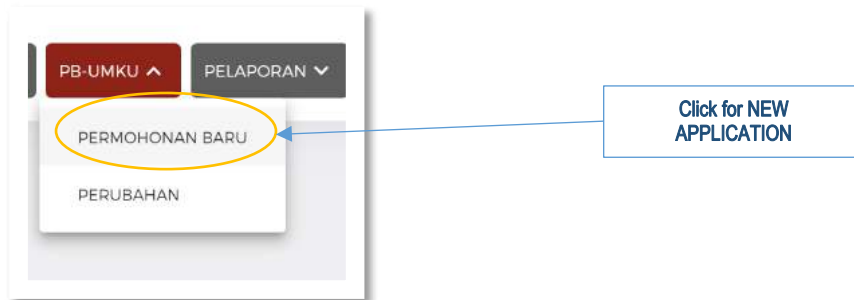 PB-UMKU
PELAPORAN
PERMOHONAN BARU
PERUBAHAN
Click for NEW
APPLICATION